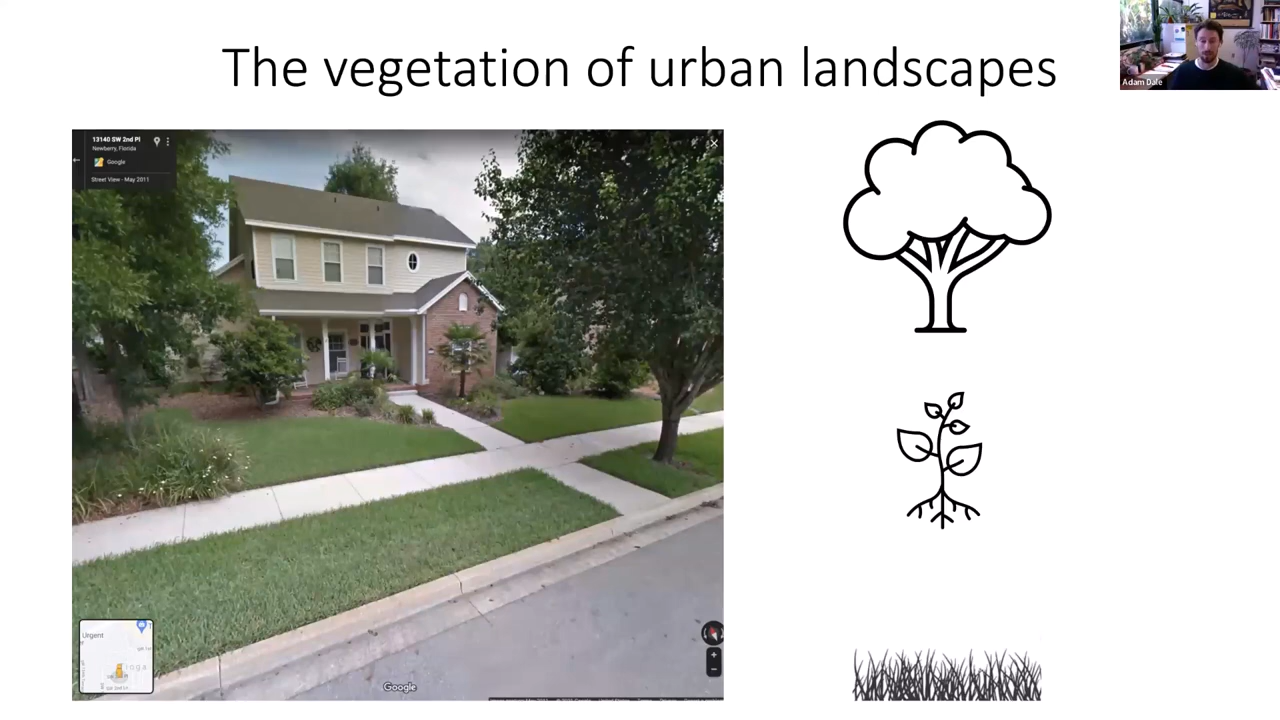 The vegetation of urban landscapes
Adam Dale
13140 SW 2nd Pl
Newberry, Florida
Google
Street View - May 2011
Urgent
Tioga
Google